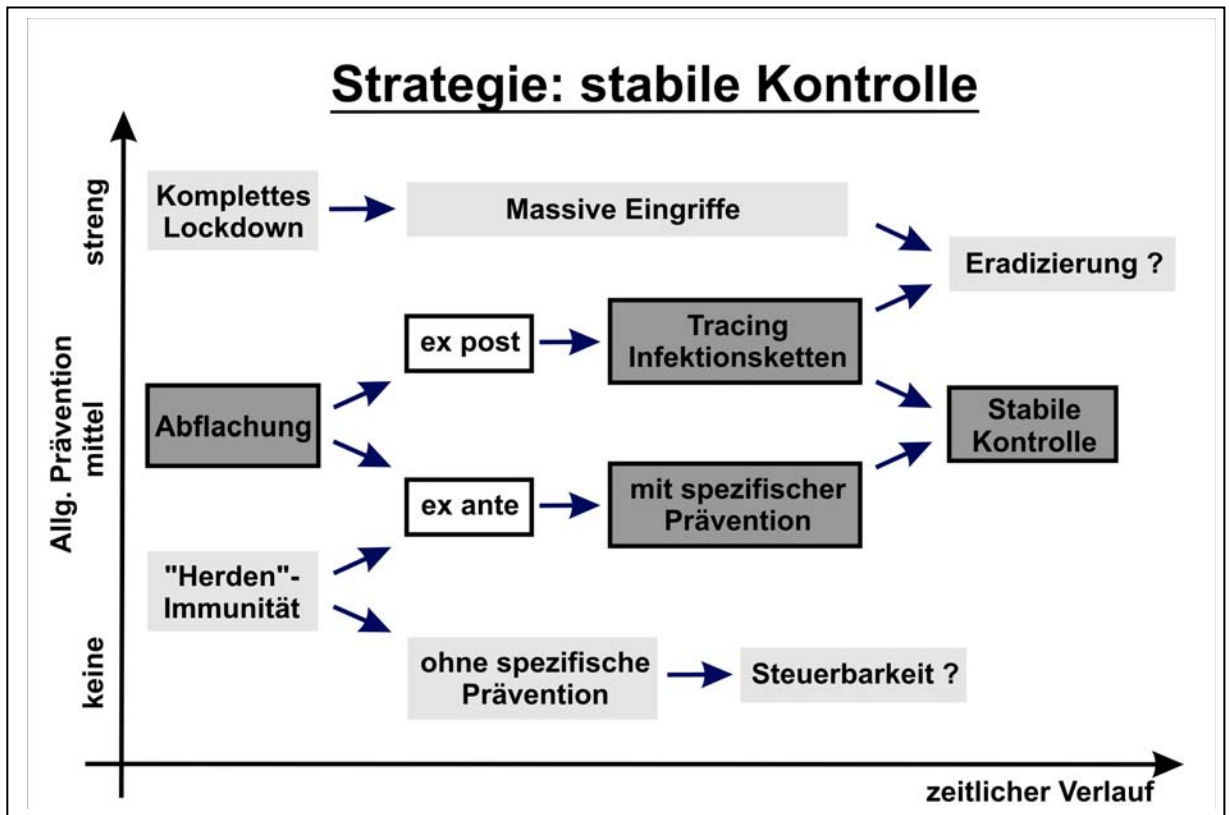 Strategie: stabile Kontrolle
Allg. Prävention
streng
mittel
keine
Komplettes
Lockdown
Massive Eingriffe
Eradizierung ?
ex post
Tracing
Infektionsketten
Abflachung
Stabile
Kontrolle
ex ante
mit spezifischer
Prävention
"Herden"-
Immunität
ohne spezifische
Prävention
Steuerbarkeit ?
zeitlicher Verlauf